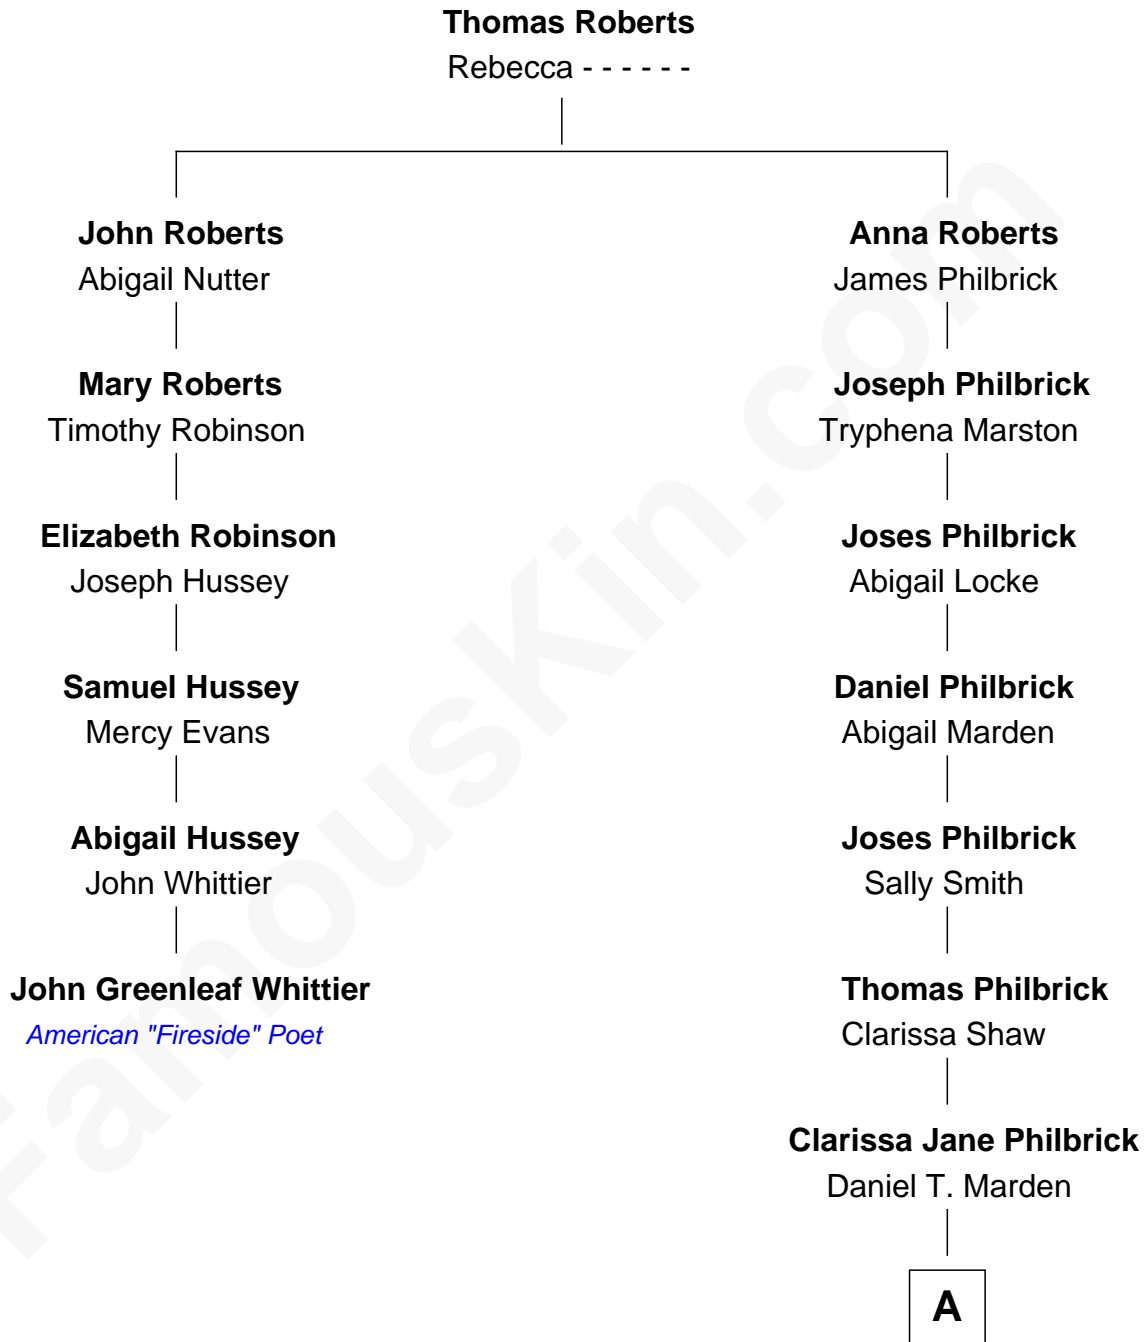 Thomas Roberts
Rebecca - - - - - -
John Roberts
Abigail Nutter
Anna Roberts
James Philbrick
Mary Roberts
Timothy Robinson
Joseph Philbrick
Tryphena Marston
Elizabeth Robinson
Joseph Hussey
Joses Philbrick
Abigail Locke
Samuel Hussey
Mercy Evans
Daniel Philbrick
Abigail Marden
Abigail Hussey
John Whittier
Joses Philbrick
Sally Smith
John Greenleaf Whittier
American "Fireside" Poet
Thomas Philbrick
Clarissa Shaw
Clarissa Jane Philbrick
Daniel T. Marden
A
FamousKin.com